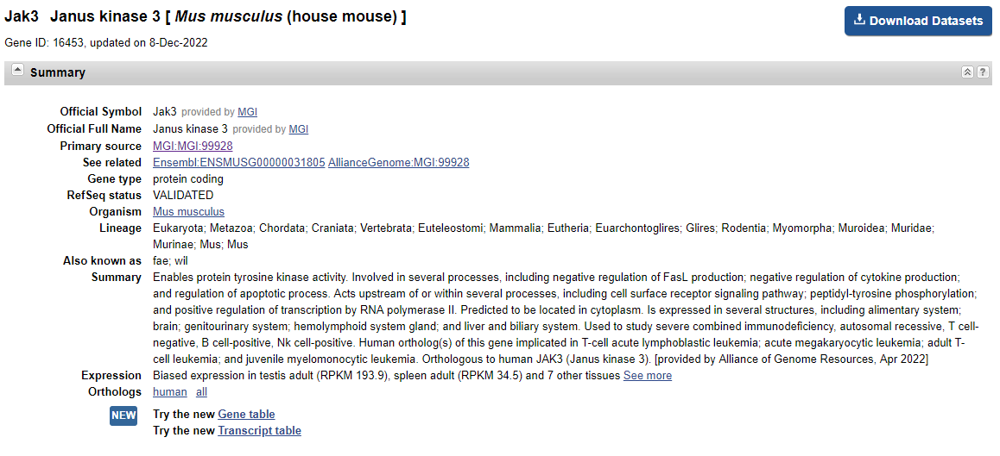 Jak3 Janus kinase 3 [ Mus musculus (house mouse) ]
Download Datasets
Gene ID: 16453, updated on 8-Dec-2022
Summary
?
Official Symbol Jak3 provided by MGI
Official Full Name Janus kinase 3 provided by MGI
Primary source MGI:MGI:99928
See related Ensembl:ENSMUSG00000031805 AllianceGenome:MGI:99928
Gene type protein coding
RefSeq status VALIDATED
Organism Mus musculus
Lineage Eukaryota; Metazoa; Chordata; Craniata; Vertebrata; Euteleostomi; Mammalia; Eutheria; Euarchontoglires; Glires; Rodentia; Myomorpha; Muroidea; Muridae;
Murinae; Mus; Mus
Also known as fae; wil
Summary Enables protein tyrosine kinase activity. Involved in several processes, including negative regulation of FasL production; negative regulation of cytokine production;
and regulation of apoptotic process. Acts upstream of or within several processes, including cell surface receptor signaling pathway; peptidyl-tyrosine phosphorylation;
and positive regulation of transcription by RNA polymerase II. Predicted to be located in cytoplasm. Is expressed in several structures, including alimentary system;
brain; genitourinary system; hemolymphoid system gland; and liver and biliary system. Used to study severe combined immunodeficiency, autosomal recessive, T cell-
negative, B cell-positive, Nk cell-positive. Human ortholog(s) of this gene implicated in T-cell acute lymphoblastic leukemia; acute megakaryocytic leukemia; adult T-
cell leukemia; and juvenile myelomonocytic leukemia. Orthologous to human JAK3 (Janus kinase 3). [provided by Alliance of Genome Resources, Apr 2022]
Expression Biased expression in testis adult (RPKM 193.9), spleen adult (RPKM 34.5) and 7 other tissues See more
Orthologs human all
NEW Try the new Gene table
Try the new Transcript table